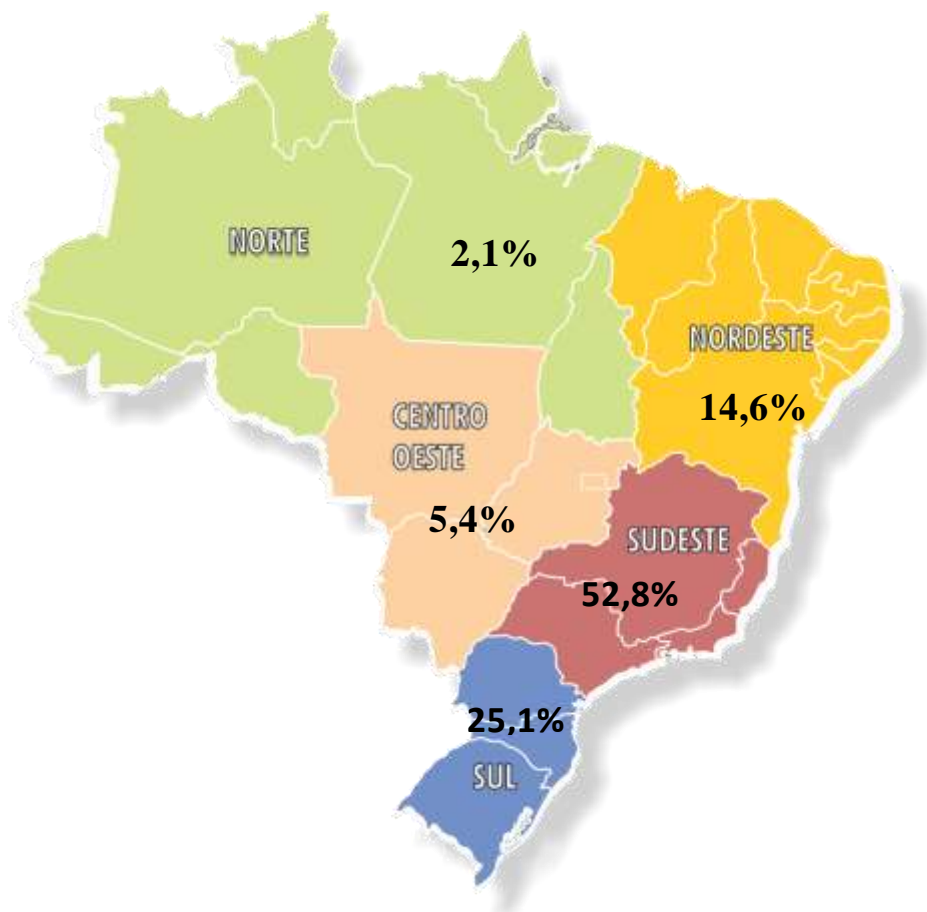 NORTE
2,1%
NORDESTE
14,6%
CENTRO
OESTE
5,4%
SUDESTE
52,8%
25,1%
SUL